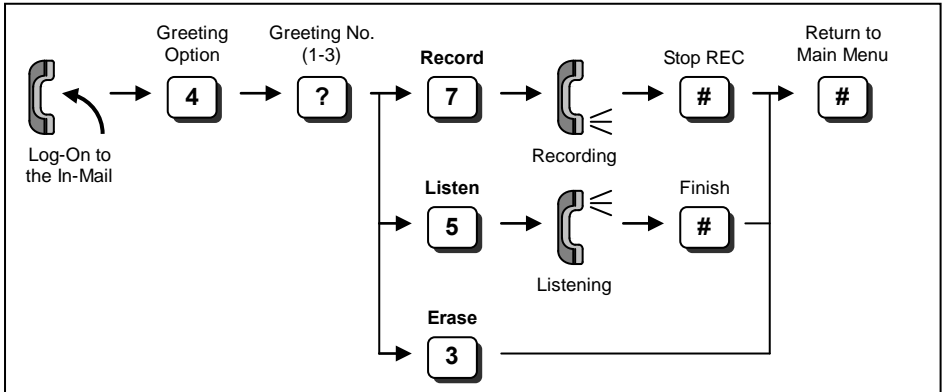 Greeting
Option
Greeting No.
(1-3)
Record
Stop REC
Return to
Main Menu
4
?
7
#
#
Log-On to
the In-Mail
Recording
Listen
Finish
5
#
Listening
Erase
3